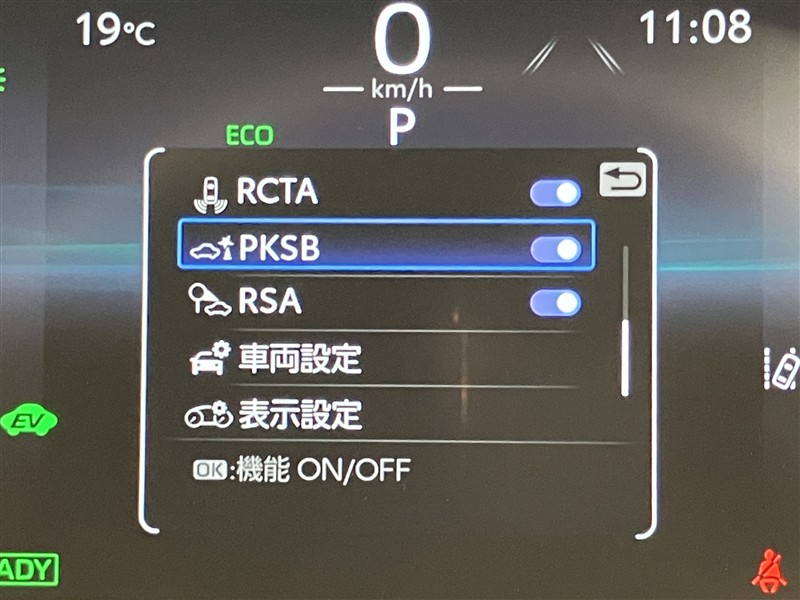 19℃
0
11:08
km/h
ECO
P
RCTA
PKSB
RSA
車両設定
表示設定
EV
OK:機能 ON/OFF
ADY